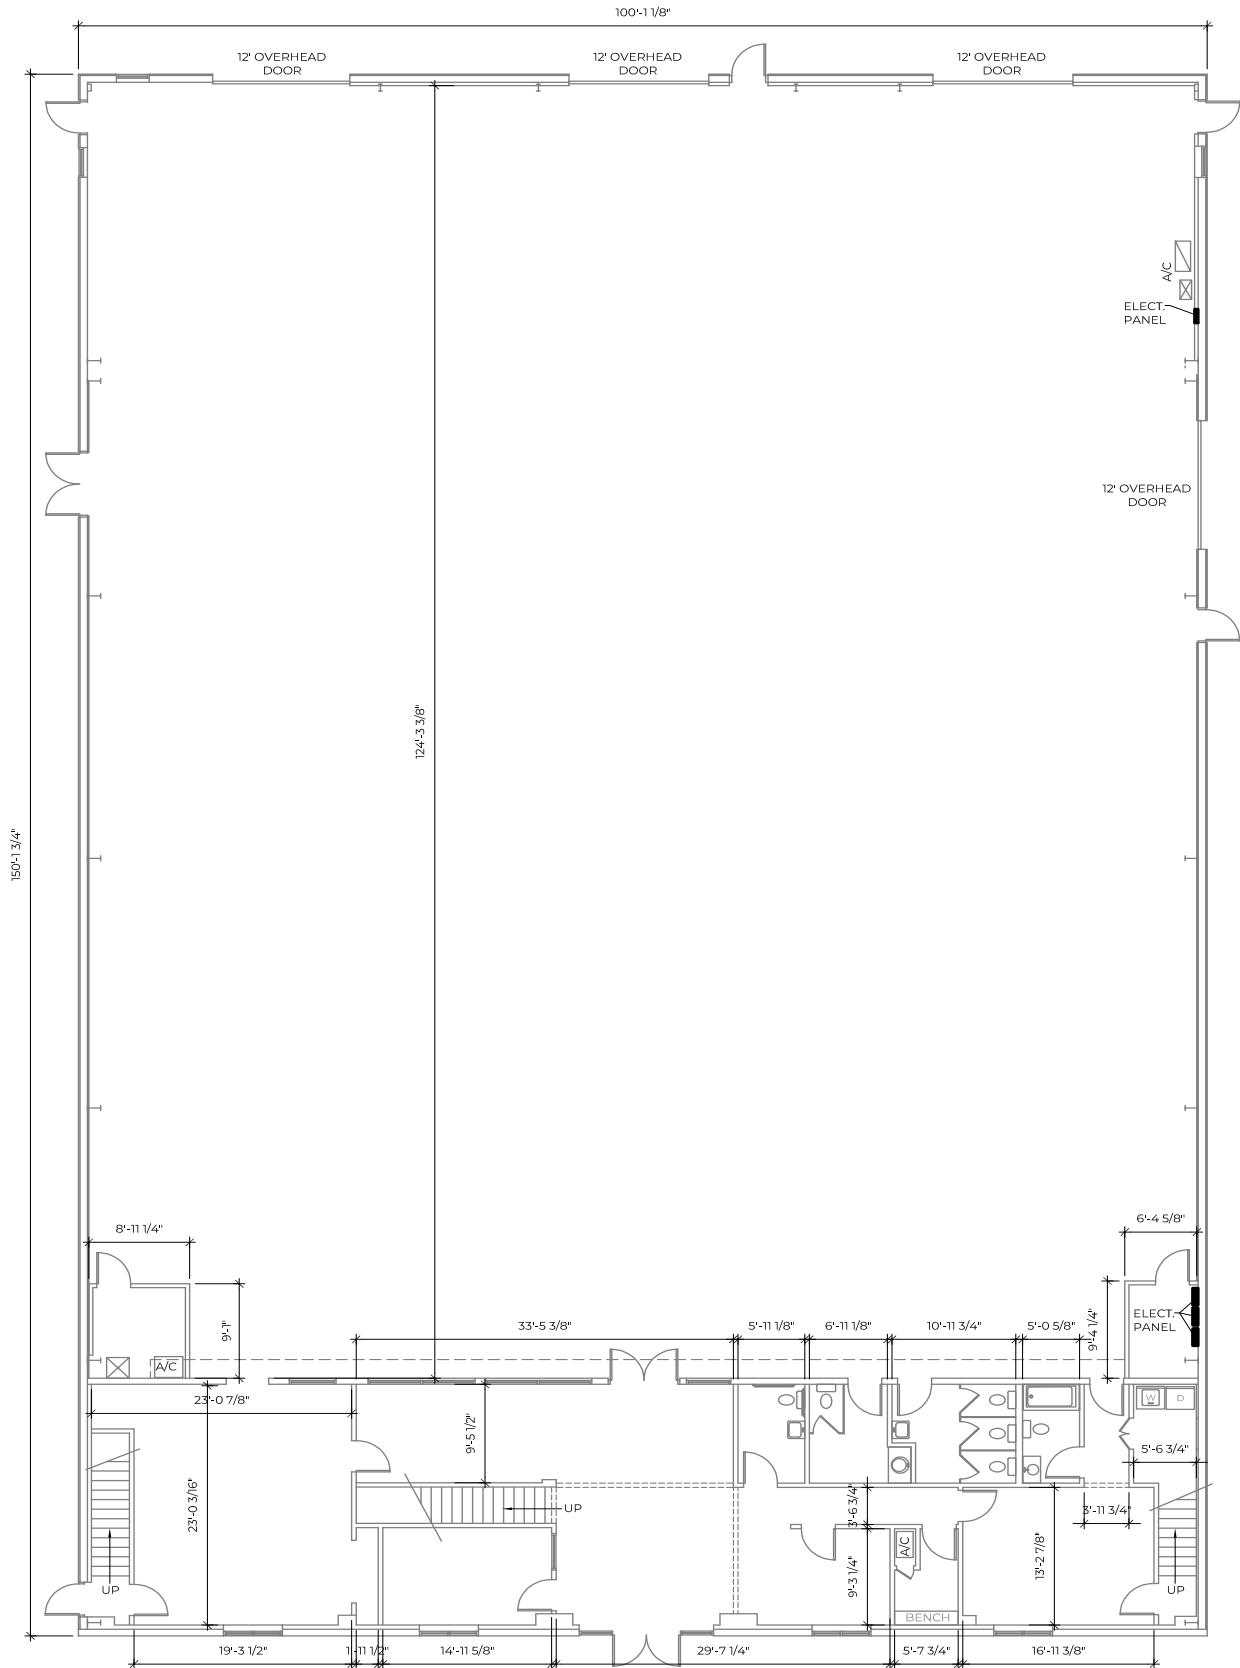 100'-1 1/8"
12' OVERHEAD
DOOR
12' OVERHEAD
DOOR
12' OVERHEAD
DOOR
A/C
ELECT.
PANEL
12' OVERHEAD
DOOR
124'-3 3/8"
150'-1 3/4"
8'-11 1/4"
6'-4 5/8"
9'-1"
33'-5 3/8"
5'-11 1/8"
6'-11 1/8"
10'-11 3/4"
5'-0 5/8"
9'-4 1/4"
ELECT.
PANEL
A/C
23'-0 7/8"
W
D
9'-5 1/2"
5'-6 3/4"
23'-0 3/16"
UP
3'-6 3/4"
3'-11 3/4"
A/C
13'-2 7/8"
9'-3 1/4"
UP
UP
BENCH
19'-3 1/2"
1'-11 1/2"
14'-11 5/8"
29'-7 1/4"
5'-7 3/4"
16'-11 3/8"